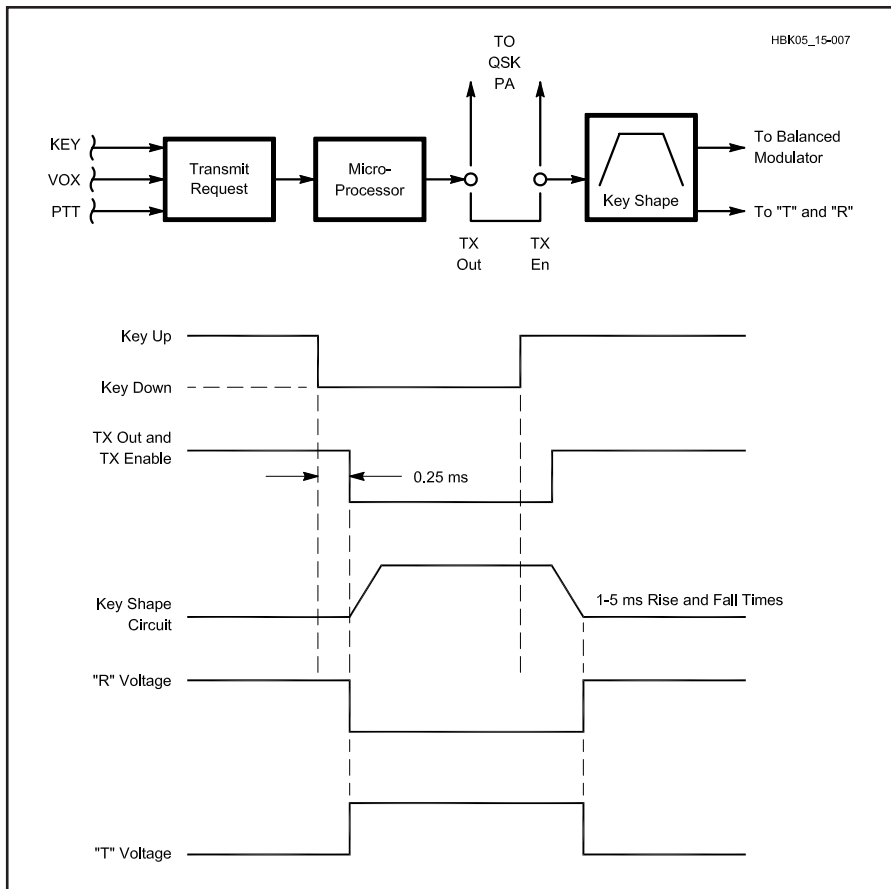 HBK05_15-007
TO
QSK
PA
KEY
VOX
PTT
Transmit
Request
Micro-
Processor
Key Shape
To Balanced
Modulator
To "T" and "R"
TX
Out
TX
En
Key Up
Key Down
TX Out and
TX Enable
0.25 ms
Key Shape
Circuit
1-5 ms Rise and Fall Times
"R" Voltage
"T" Voltage